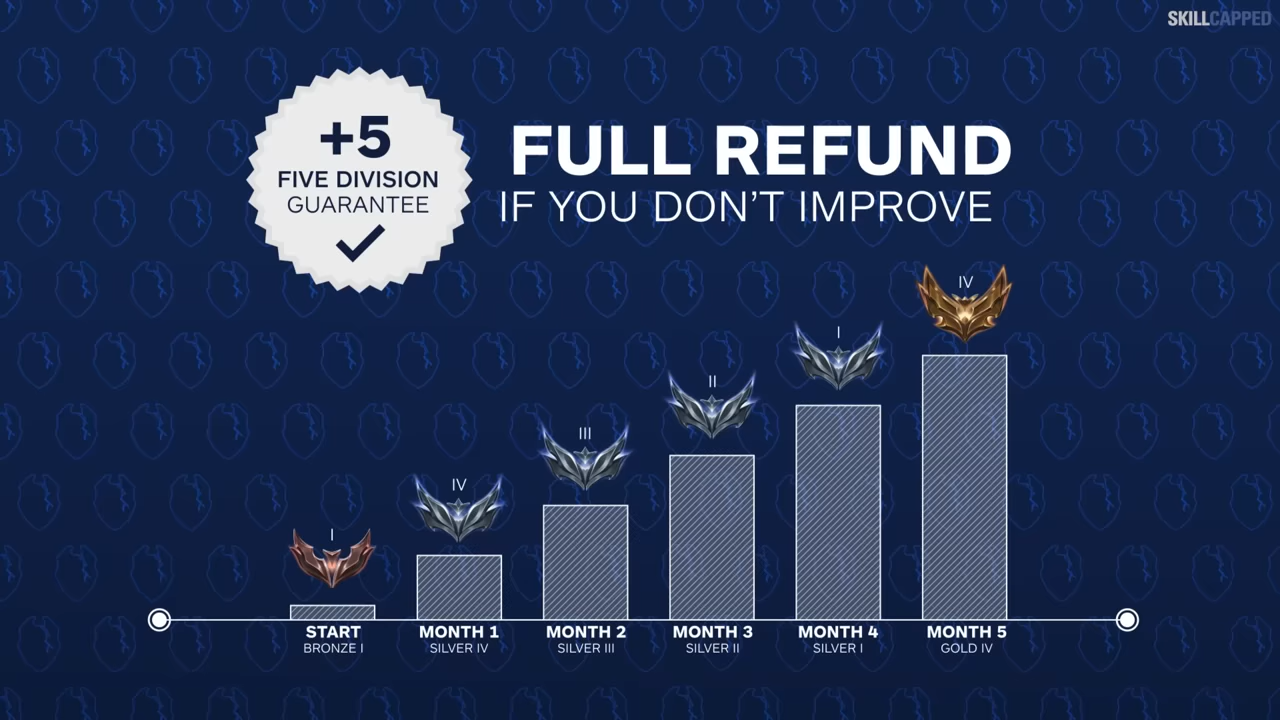 SKILLCAPPED
+5
FIVE DIVISION
GUARANTEE
FULL REFUND
IF YOU DON'T IMPROVE
I
IV
III
II
I
IV
START
BRONZE I
MONTH 1
SILVER IV
MONTH 2
SILVER III
MONTH 3
SILVER II
MONTH 4
SILVER I
MONTH 5
GOLD IV